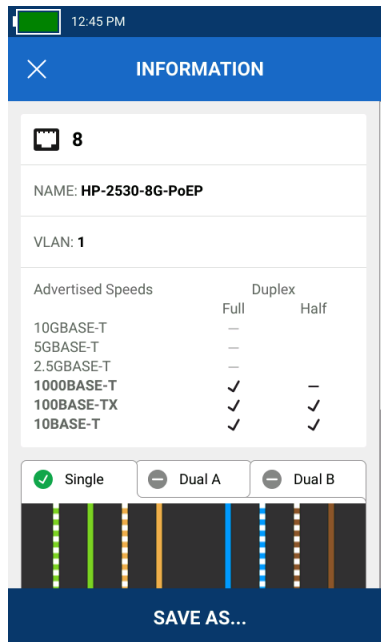 12:45 PM
INFORMATION
8
NAME: HP-2530-8G-PoEP
VLAN: 1
Advertised Speeds Duplex
Full Half
10GBASE-T –
5GBASE-T –
2.5GBASE-T –
1000BASE-T ✓ –
100BASE-TX ✓ ✓
10BASE-T ✓ ✓
Single Dual A Dual B
SAVE AS...